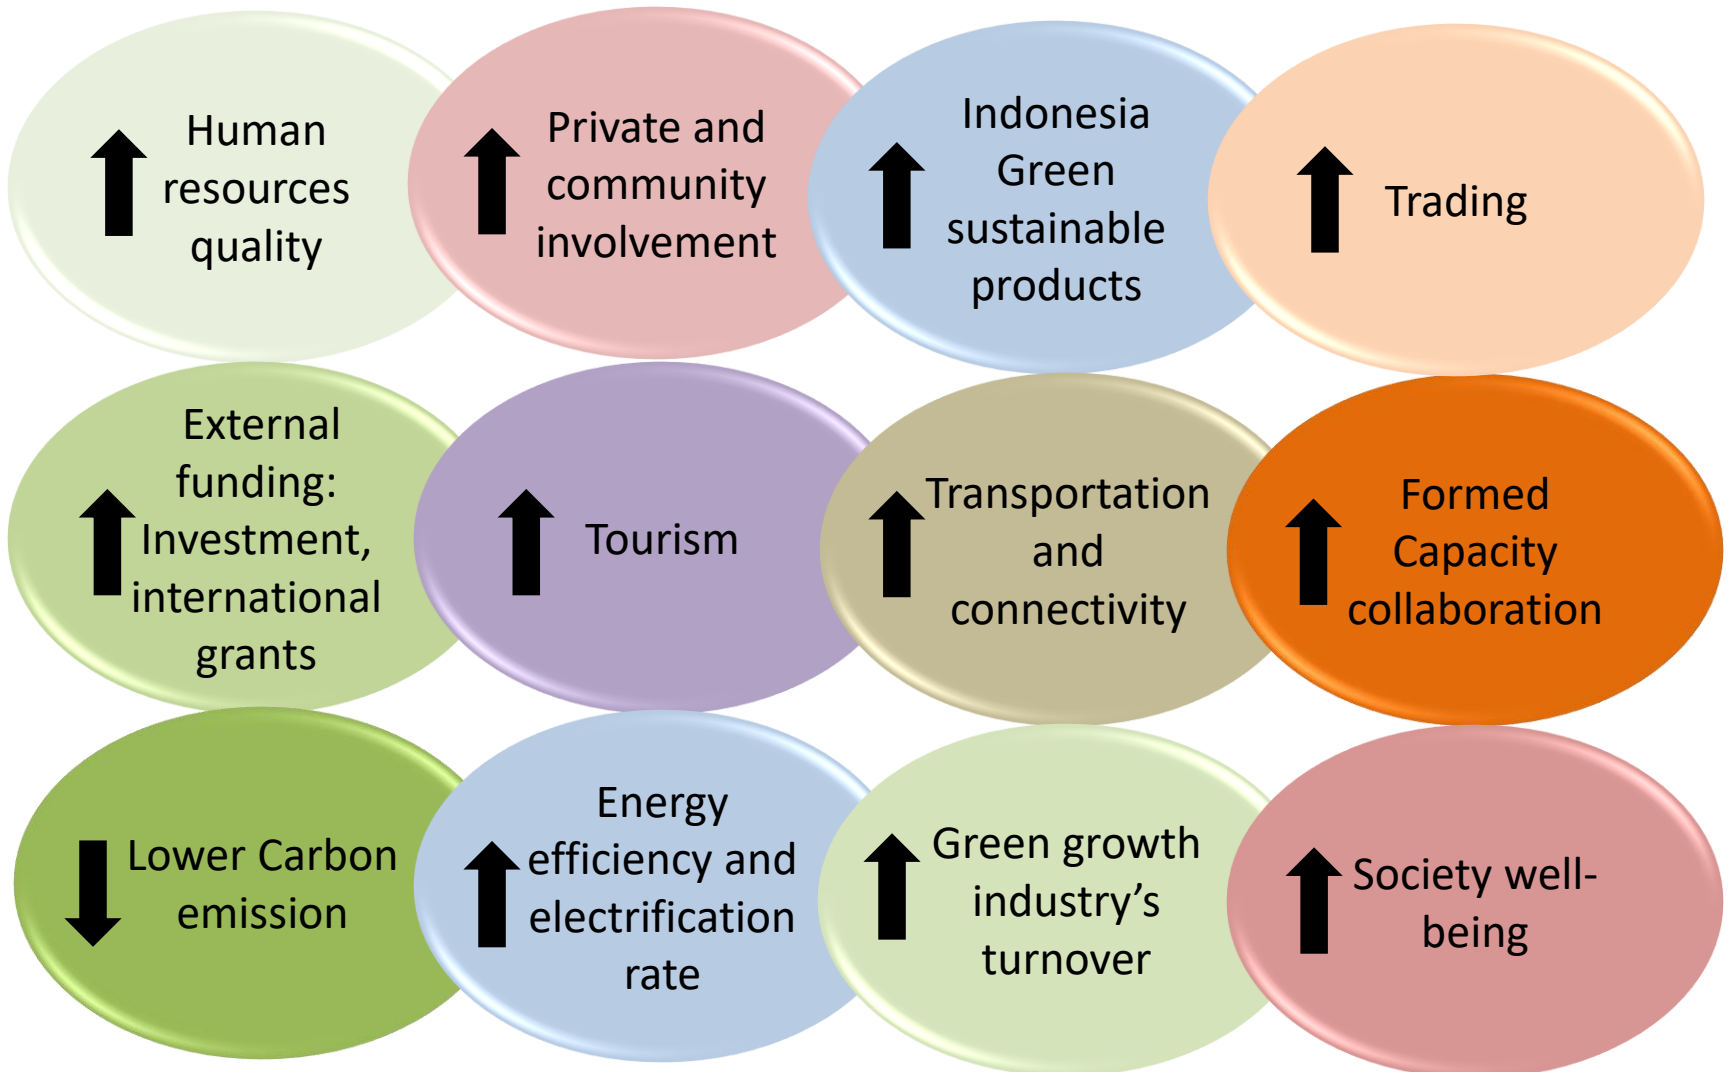 Human
resources
quality
Private and
community
involvement
Indonesia
Green
sustainable
products
Trading
External
funding:
Investment,
international
grants
Tourism
Transportation
and
connectivity
Formed
Capacity
collaboration
Lower Carbon
emission
Energy
efficiency and
electrification
rate
Green growth
industry’s
turnover
Society well-
being